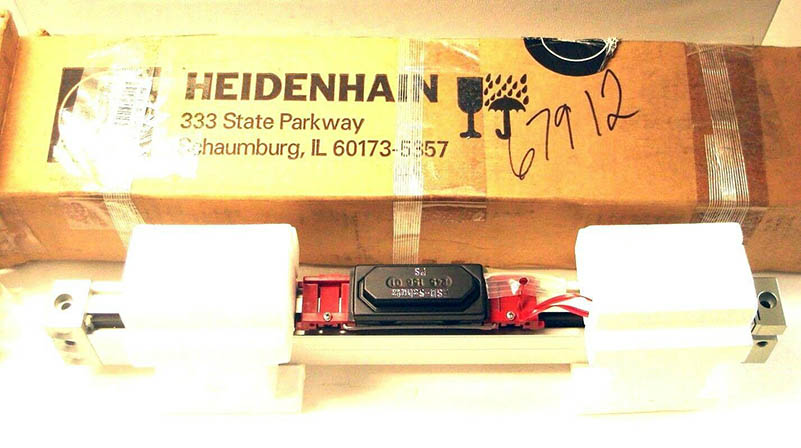 HEIDENHAIN
333 State Parkway
Schaumburg, IL 60173-5357
67912